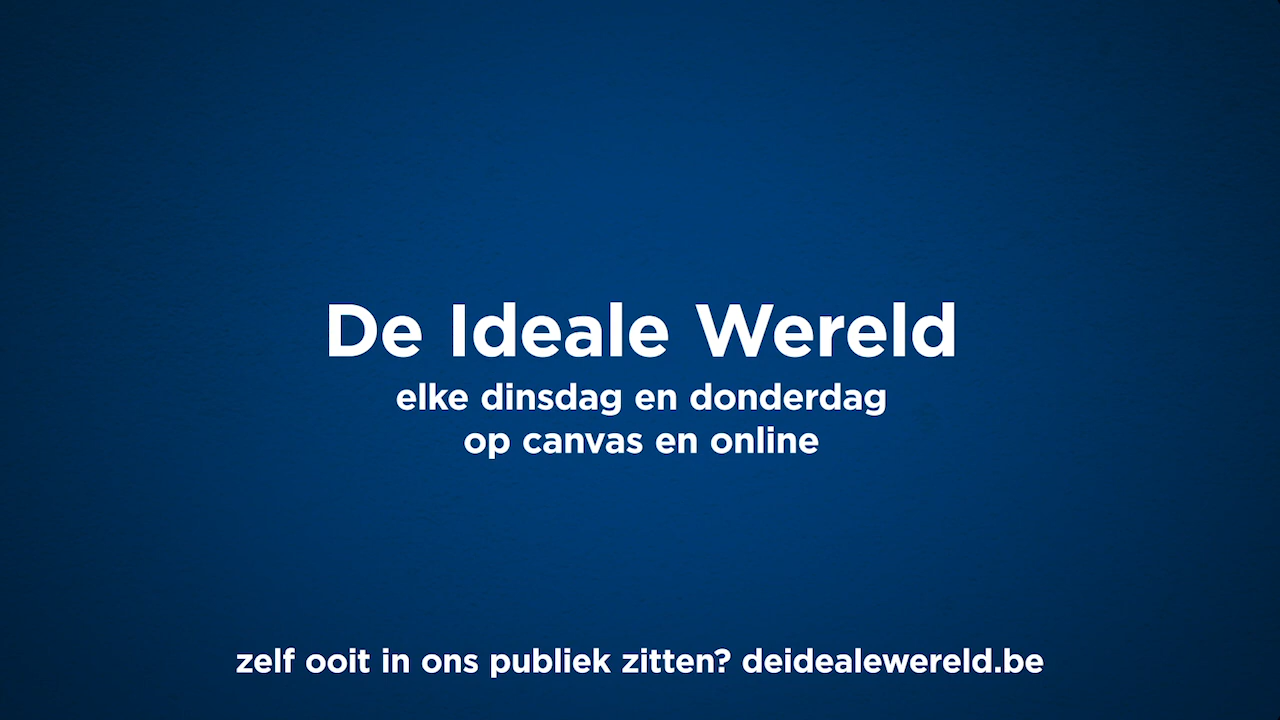 De Ideale Wereld
elke dinsdag en donderdag
op canvas en online
zelf ooit in ons publiek zitten? deidealewereld.be